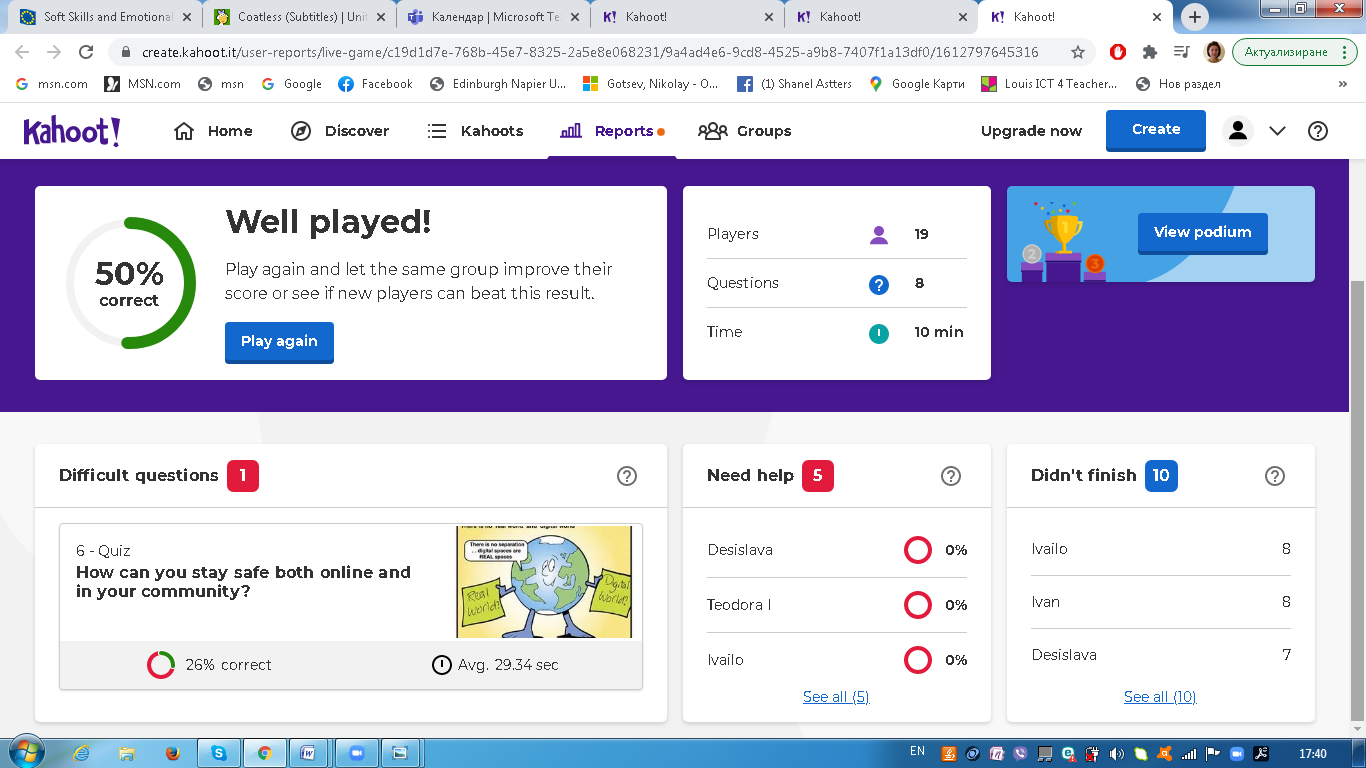 Soft Skills and Emotional
Coatless (Subtitles) | Unit
Календар | Microsoft Te
Kahoot!
Kahoot!
Kahoot!
create.kahoot.it/user-reports/live-game/c19d1d7e-768b-45e7-8325-2a5e8e068231/9a4ad4e6-9cd8-4525-a9b8-7407f1a13df0/1612797645316
Актуализиране
msn.com
MSN.com
msn
Google
Facebook
Edinburgh Napier U...
Gotsev, Nikolay - O...
(1) Shanel Astters
Google Карти
Louis ICT 4 Teacher...
Нов раздел
»
Kahoot!
Home
Discover
Kahoots
Reports
Groups
Upgrade now
Create
50%
correct
Well played!
Play again and let the same group improve their
score or see if new players can beat this result.
Play again
Players 19
Questions 8
Time 10 min
2
3
View podium
Difficult questions 1
6 - Quiz
How can you stay safe both online and
in your community?
There is no separation
... digital spaces are
REAL spaces
Real
World?
Digital
World?
26% correct
Avg. 29.34 sec
Need help 5
Desislava 0%
Teodora I 0%
Ivailo 0%
See all (5)
Didn't finish 10
Ivailo 8
Ivan 8
Desislava 7
See all (10)
EN
17:40